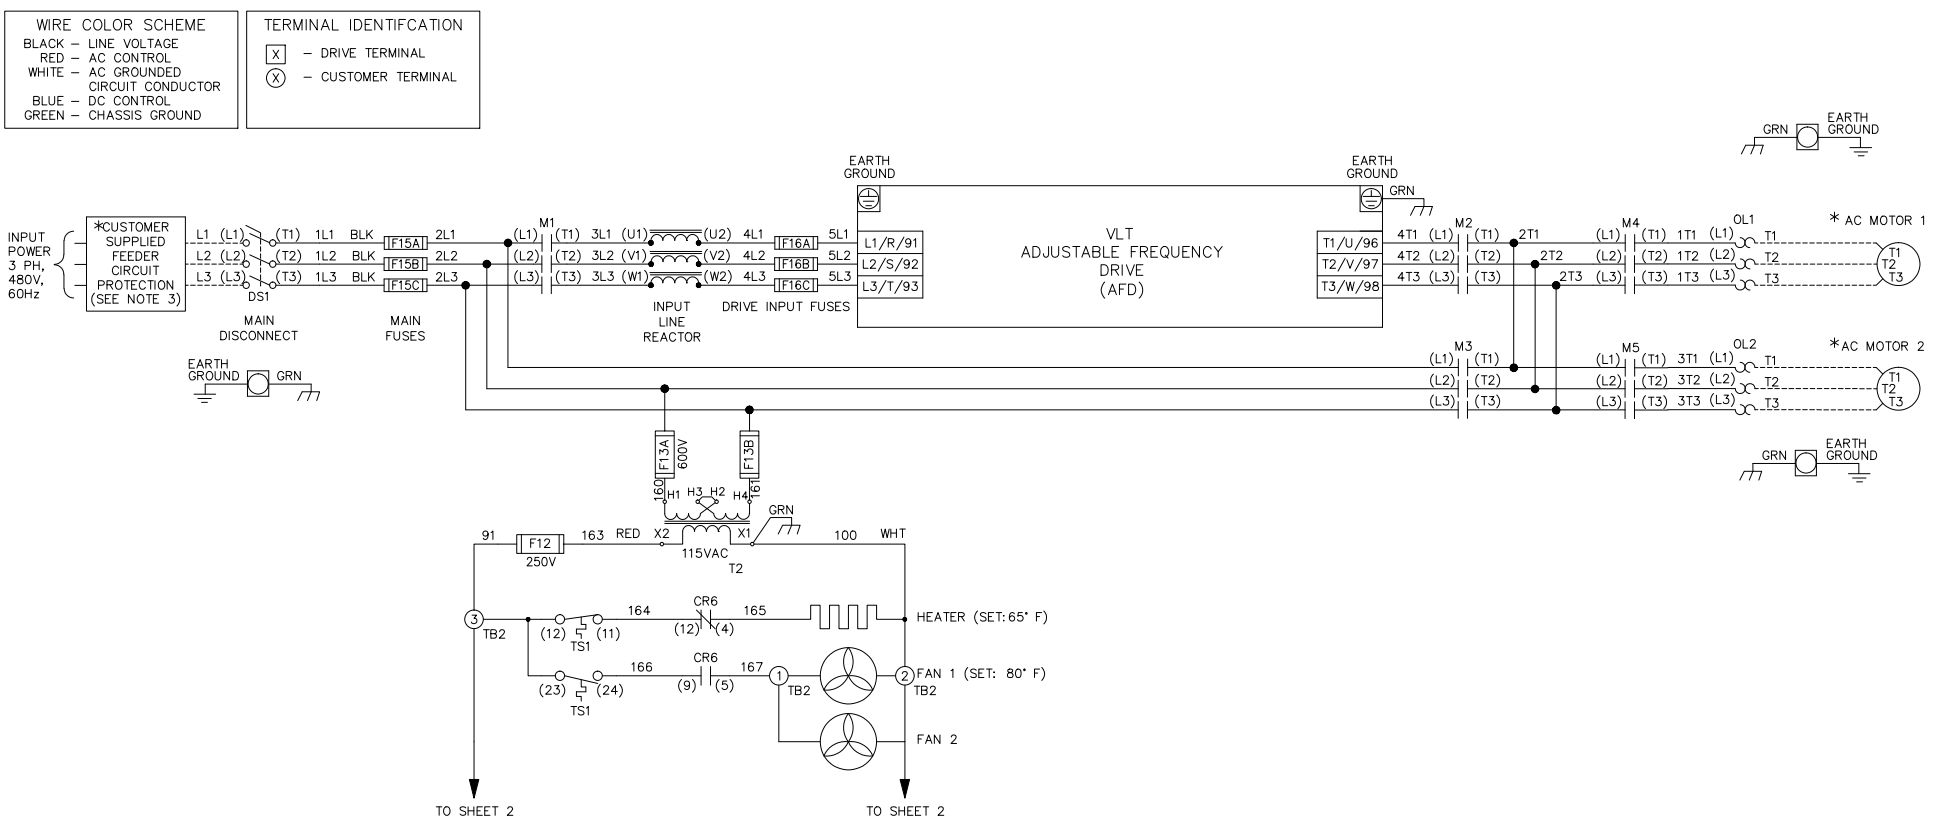 WIRE COLOR SCHEME
BLACK – LINE VOLTAGE
RED – AC CONTROL
WHITE – AC GROUNDED
CIRCUIT CONDUCTOR
BLUE – DC CONTROL
GREEN – CHASSIS GROUND
TERMINAL IDENTIFCATION
X – DRIVE TERMINAL
X – CUSTOMER TERMINAL
GRN EARTH
GROUND
EARTH
GROUND
EARTH
GROUND
GRN
INPUT
POWER
3 PH,
480V,
60Hz
*CUSTOMER
SUPPLIED
FEEDER
CIRCUIT
PROTECTION
(SEE NOTE 3)
M1 M2 M4 OL1 * AC MOTOR 1
L1 (L1) (T1) 1L1 BLK F15A 2L1 (L1) (T1) 3L1 (U1) (U2) 4L1 F16A 5L1 L1/R/91 T1/U/96 4T1 (L1) (T1) 2T1 (L1) (T1) 1T1 (L1) T1
L2 (L2) (T2) 1L2 BLK F15B 2L2 (L2) (T2) 3L2 (V1) (V2) 4L2 F16B 5L2 L2/S/92 T2/V/97 4T2 (L2) (T2) 2T2 (L2) (T2) 1T2 (L2) T2
L3 (L3) (T3) 1L3 BLK F15C 2L3 (L3) (T3) 3L3 (W1) (W2) 4L3 F16C 5L3 L3/T/93 T3/W/98 4T3 (L3) (T3) 2T3 (L3) (T3) 1T3 (L3) T3
T1
T2
T3
VLT
ADJUSTABLE FREQUENCY
DRIVE
(AFD)
DS1
MAIN
DISCONNECT
MAIN
FUSES
INPUT
LINE
REACTOR
DRIVE INPUT FUSES
EARTH
GROUND GRN
M3 M5 OL2 * AC MOTOR 2
(L1) (T1) (L1) (T1) 3T1 (L1) T1
(L2) (T2) (L2) (T2) 3T2 (L2) T2
(L3) (T3) (L3) (T3) 3T3 (L3) T3
T1
T2
T3
GRN EARTH
GROUND
F13A
600V
F13B
160
161
H1 H3 H2 H4
GRN
91 F12 163 RED X2 X1 100 WHT
250V
115VAC
T2
3
TB2
164 CR6 165
(12) (11) (12) (4)
TS1
HEATER (SET:65° F)
166 CR6 167
(23) (24) (9) (5)
TS1
1
TB2
2
TB2
FAN 1 (SET: 80° F)
FAN 2
TO SHEET 2
TO SHEET 2